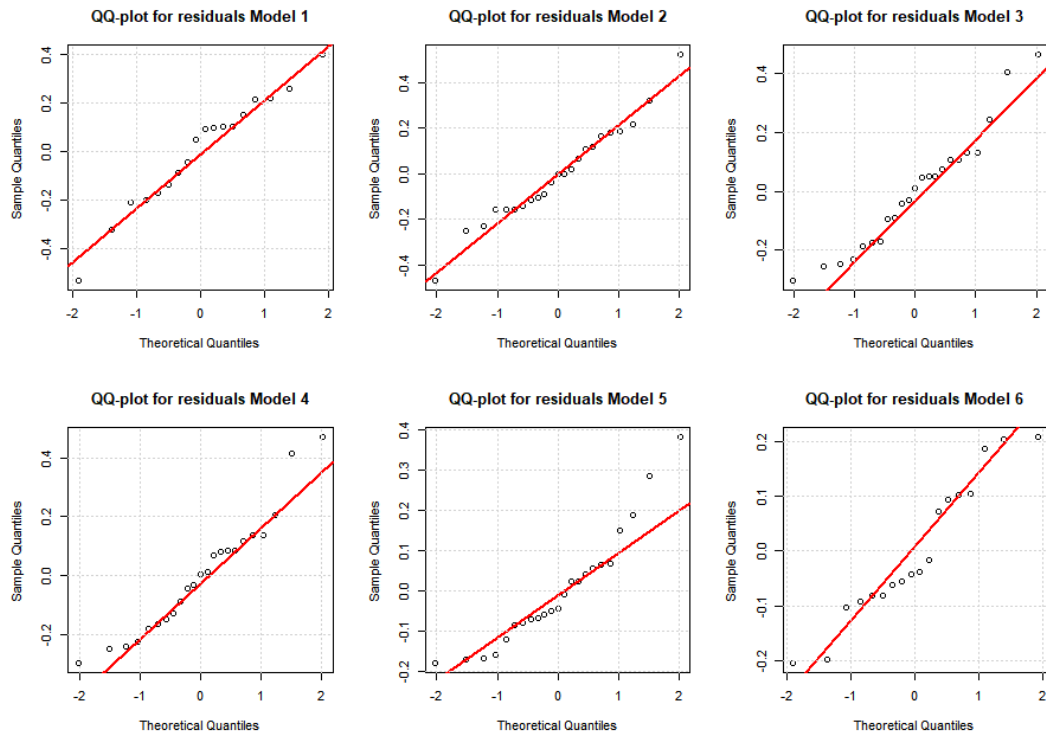 QQ-plot for residuals Model 1
Sample Quantiles
0.4
0.2
0.0
-0.2
-0.4
-2 -1 0 1 2
Theoretical Quantiles
QQ-plot for residuals Model 2
Sample Quantiles
0.4
0.2
0.0
-0.2
-0.4
-2 -1 0 1 2
Theoretical Quantiles
QQ-plot for residuals Model 3
Sample Quantiles
0.4
0.2
0.0
-0.2
-2 -1 0 1 2
Theoretical Quantiles
QQ-plot for residuals Model 4
Sample Quantiles
0.4
0.2
0.0
-0.2
-2 -1 0 1 2
Theoretical Quantiles
QQ-plot for residuals Model 5
Sample Quantiles
0.4
0.3
0.2
0.1
0.0
-0.1
-0.2
-2 -1 0 1 2
Theoretical Quantiles
QQ-plot for residuals Model 6
Sample Quantiles
0.2
0.1
0.0
-0.1
-0.2
-2 -1 0 1 2
Theoretical Quantiles